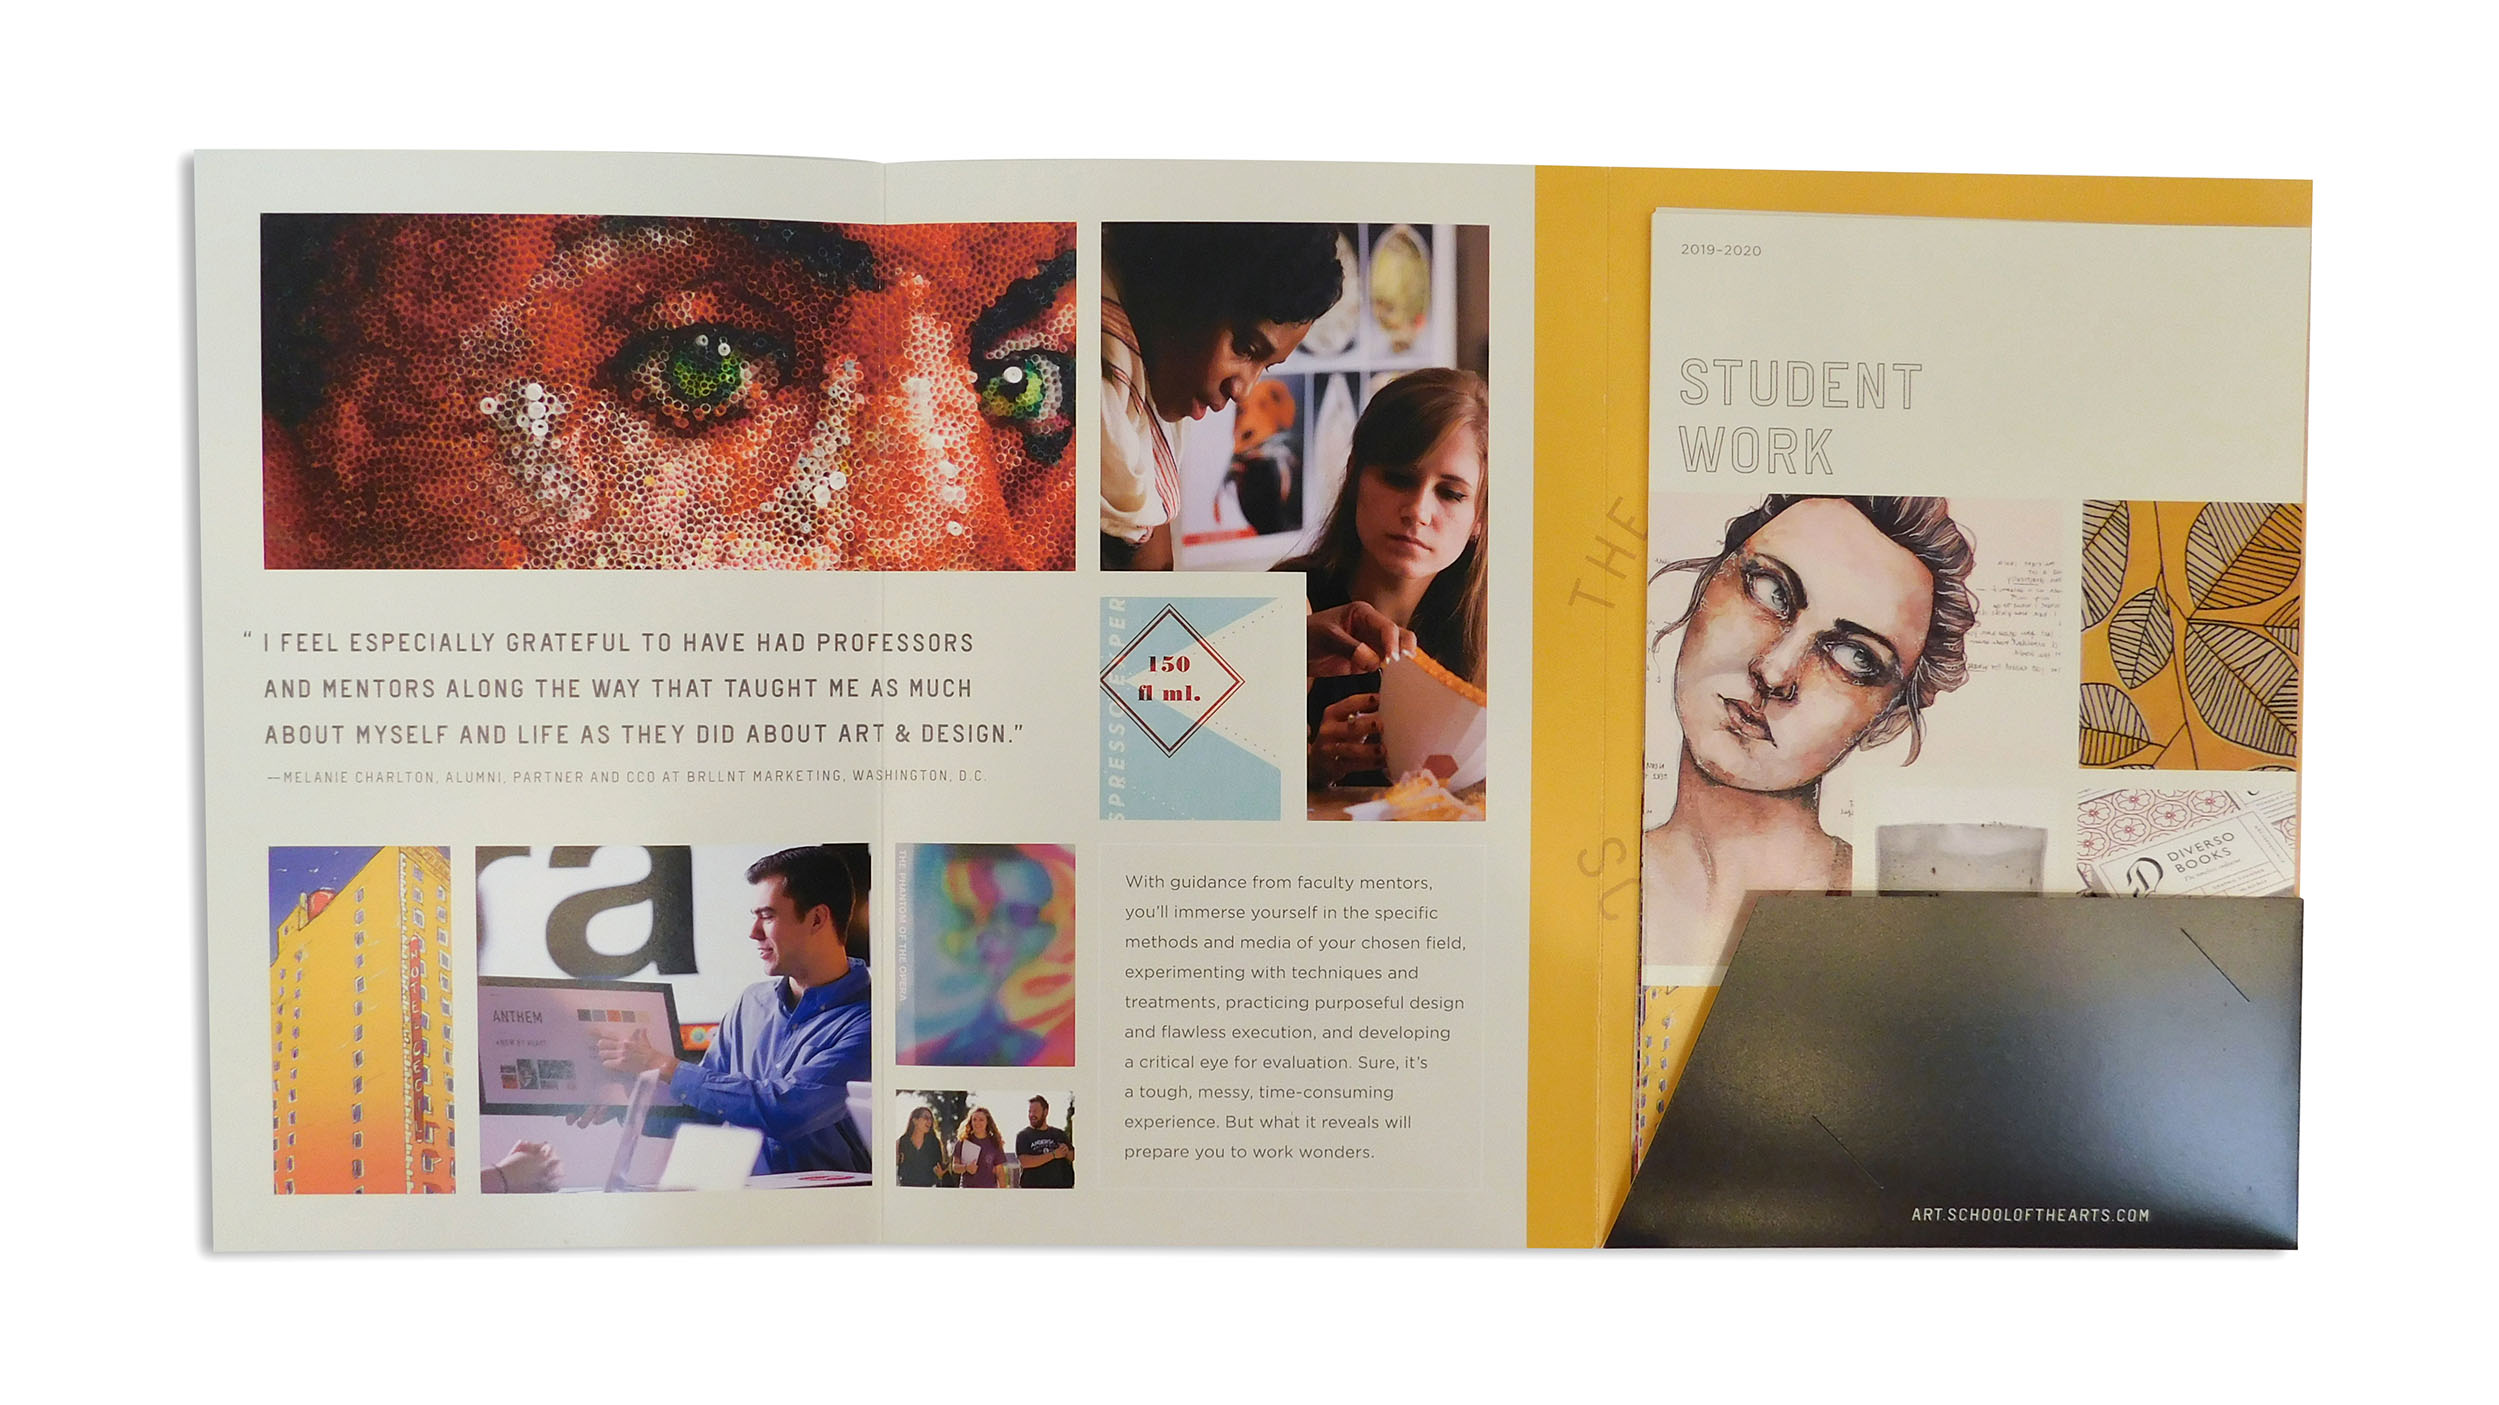 “ I FEEL ESPECIALLY GRATEFUL TO HAVE HAD PROFESSORS
AND MENTORS ALONG THE WAY THAT TAUGHT ME AS MUCH
ABOUT MYSELF AND LIFE AS THEY DID ABOUT ART & DESIGN.”
—MELANIE CHARLTON, ALUMNI, PARTNER AND CCO AT BRLLNT MARKETING, WASHINGTON, D.C.
ra
ANTHEM
THE PHANTOM OF THE OPERA
150
fl ml.
With guidance from faculty mentors,
you’ll immerse yourself in the specific
methods and media of your chosen field,
experimenting with techniques and
treatments, practicing purposeful design
and flawless execution, and developing
a critical eye for evaluation. Sure, it’s
a tough, messy, time-consuming
experience. But what it reveals will
prepare you to work wonders.
THE
2019–2020
STUDENT
WORK
DIVERSO
BOOKS
ART.SCHOOLOFTHEARTS.COM